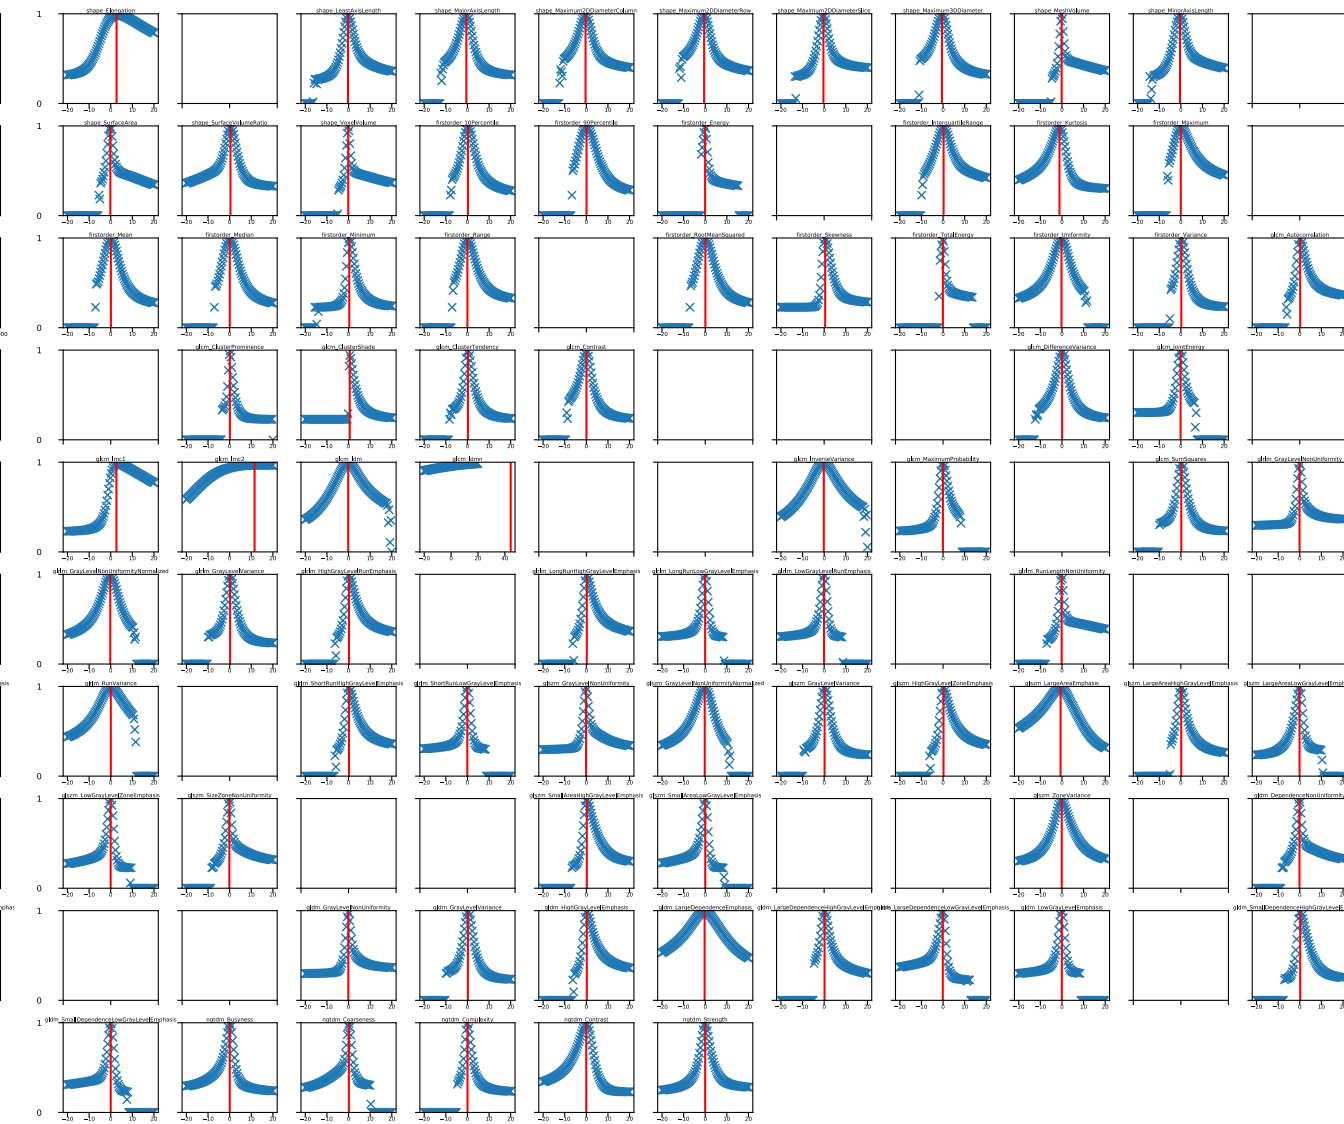 shape_Elongation shape_LeastAxisLength shape_MajorAxisLength shape_Maximum2DDiameterColumn shape_Maximum2DDiameterRow shape_Maximum2DDiameterSlice shape_Maximum3DDiameter shape_MeshVolume shape_MinorAxisLength
shape_SurfaceArea shape_SurfaceVolumeRatio shape_VoxelVolume firstorder_10Percentile firstorder_90Percentile firstorder_Energy firstorder_InterquartileRange firstorder_Kurtosis firstorder_Maximum
firstorder_Mean firstorder_Median firstorder_Minimum firstorder_Range firstorder_RootMeanSquared firstorder_Skewness firstorder_TotalEnergy firstorder_Uniformity firstorder_Variance glcm_Autocorrelation
glcm_ClusterProminence glcm_ClusterShade glcm_ClusterTendency glcm_Contrast glcm_DifferenceVariance glcm_JointEnergy
glcm_Imc1 glcm_Imc2 glcm_Idm glcm_Idmn glcm_InverseVariance glcm_MaximumProbability glcm_SumSquares glrlm_GrayLevelNonUniformity
glrlm_GrayLevelNonUniformityNormalized glrlm_GrayLevelVariance glrlm_HighGrayLevelRunEmphasis glrlm_LongRunHighGrayLevelEmphasis glrlm_LongRunLowGrayLevelEmphasis glrlm_LowGrayLevelRunEmphasis glrlm_RunLengthNonUniformity
glrlm_RunVariance glrlm_ShortRunHighGrayLevelEmphasis glrlm_ShortRunLowGrayLevelEmphasis glszm_GrayLevelNonUniformity glszm_GrayLevelNonUniformityNormalized glszm_GrayLevelVariance glszm_HighGrayLevelZoneEmphasis glszm_LargeAreaEmphasis glszm_LargeAreaHighGrayLevelEmphasis glszm_LargeAreaLowGrayLevelEmph
glszm_LowGrayLevelZoneEmphasis glszm_SizeZoneNonUniformity glszm_SmallAreaHighGrayLevelEmphasis glszm_SmallAreaLowGrayLevelEmphasis glszm_ZoneVariance gldm_DependenceNonUniformity
gldm_GrayLevelNonUniformity gldm_GrayLevelVariance gldm_HighGrayLevelEmphasis gldm_LargeDependenceEmphasis gldm_LargeDependenceHighGrayLevelEmphasis gldm_LargeDependenceLowGrayLevelEmphasis gldm_LowGrayLevelEmphasis gldm_SmallDependenceHighGrayLevelE
gldm_SmallDependenceLowGrayLevelEmphasis ngtdm_Busyness ngtdm_Coarseness ngtdm_Complexity ngtdm_Contrast ngtdm_Strength